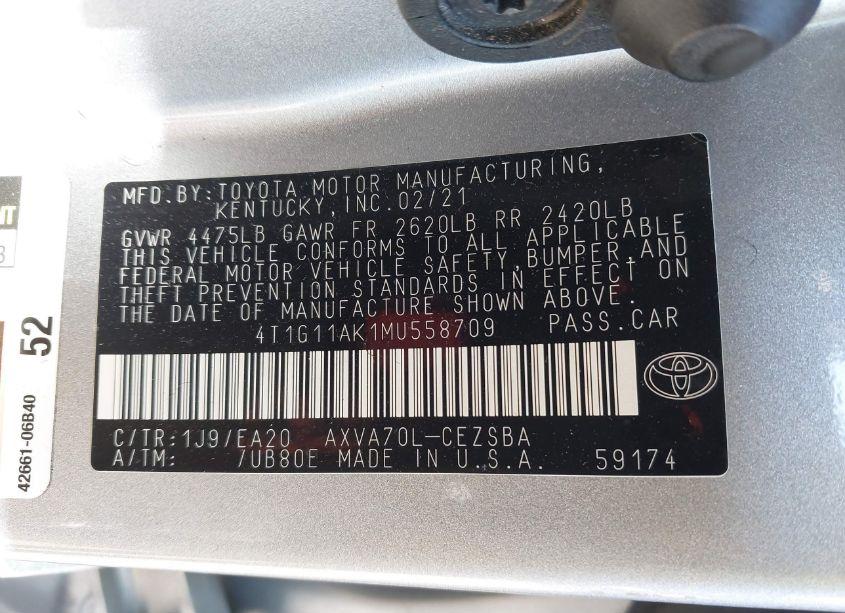 MFD.BY:TOYOTA MOTOR MANUFACTURING,
KENTUCKY,INC.02/21
GVWR 4475LB GAWR FR 2620LB RR 2420LB
THIS VEHICLE CONFORMS TO ALL APPLICABLE
FEDERAL MOTOR VEHICLE SAFETY,BUMPER,AND
THEFT PREVENTION STANDARDS IN EFFECT ON
THE DATE OF MANUFACTURE SHOWN ABOVE.
4T1G11AK1MU558709 PASS.CAR
C/TR:1J9/EA20 AXVA70L-CEZSBA
A/TM: 7UB80E MADE IN U.S.A. 59174
52
42661-06B40